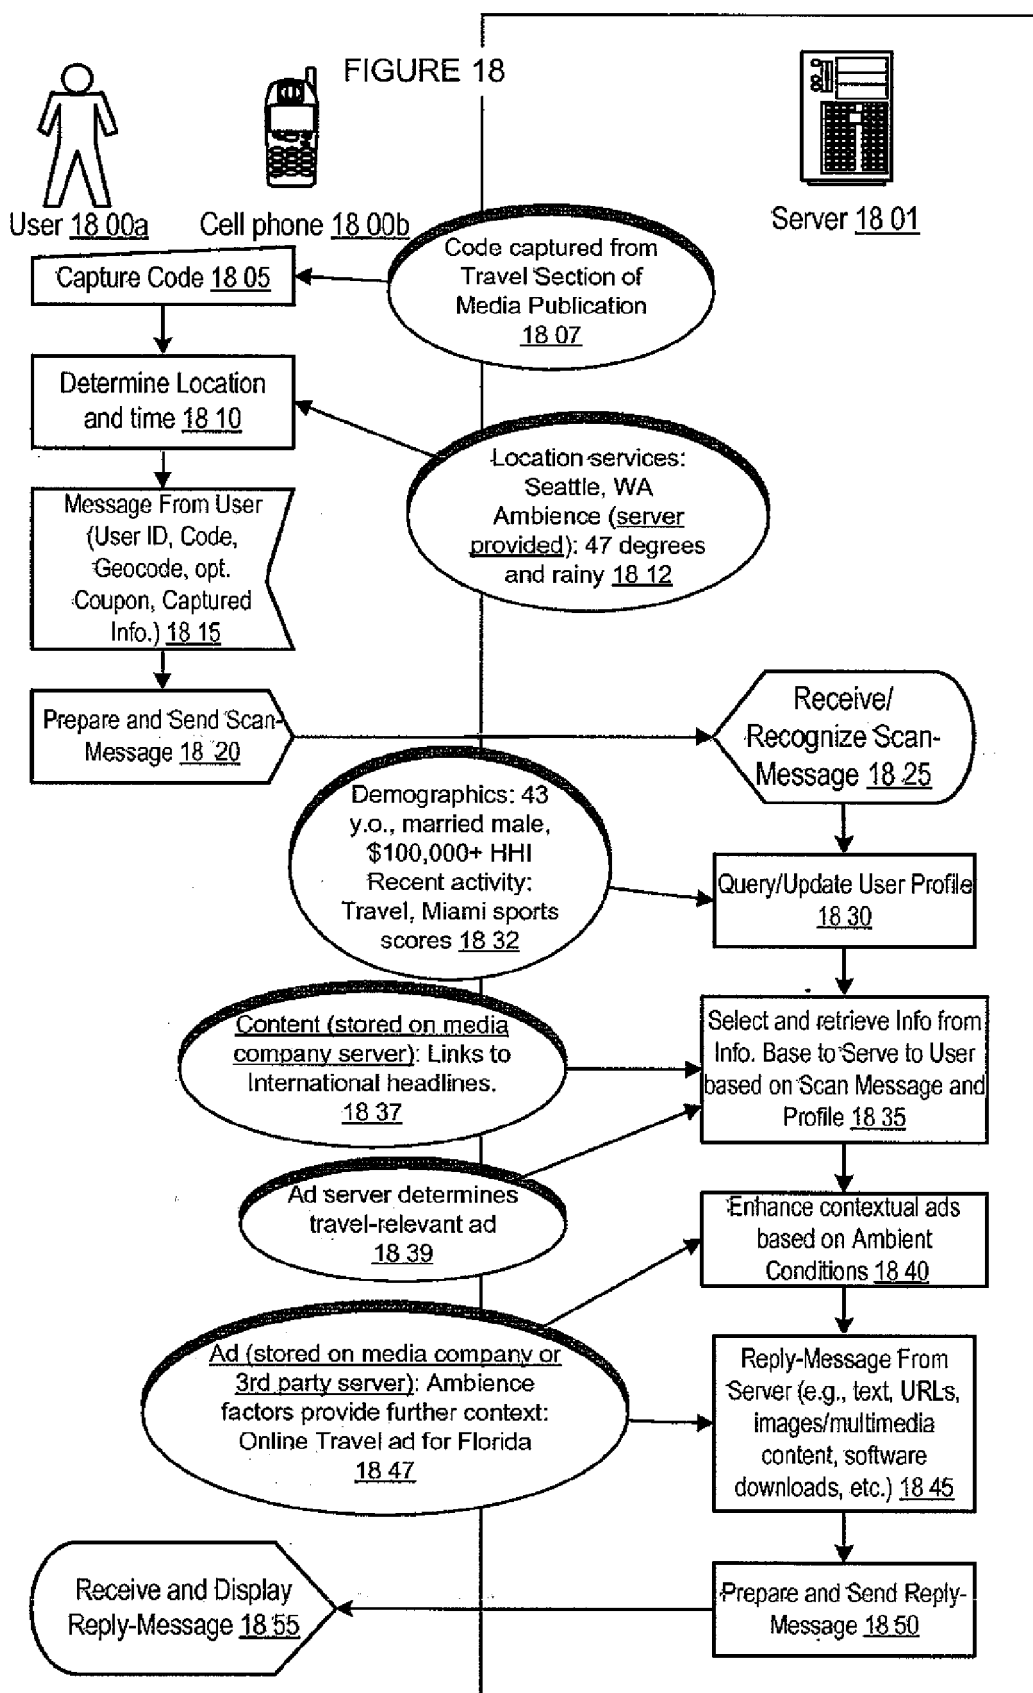 FIGURE 18
User 18 00a
Cell phone 18 00b
Server 18 01
Capture Code 18 05
Code captured from
Travel Section of
Media Publication
18 07
Determine Location
and time 18 10
Location services:
Seattle, WA
Ambience (server
provided): 47 degrees
and rainy 18 12
Message From User
(User ID, Code,
Geocode, opt.
Coupon, Captured
Info.) 18 15
Prepare and Send Scan-
Message 18 20
Receive/
Recognize Scan-
Message 18 25
Demographics: 43
y.o., married male,
$100,000+ HHI
Recent activity:
Travel, Miami sports
scores 18 32
Query/Update User Profile
18 30
Content (stored on media
company server): Links to
International headlines.
18 37
Select and retrieve Info from
Info. Base to Serve to User
based on Scan Message and
Profile 18 35
Ad server determines
travel-relevant ad
18 39
Enhance contextual ads
based on Ambient
Conditions 18 40
Ad (stored on media company or
3rd party server): Ambience
factors provide further context:
Online Travel ad for Florida
18 47
Reply-Message From
Server (e.g., text, URLs,
images/multimedia
content, software
downloads, etc.) 18 45
Prepare and Send Reply-
Message 18 50
Receive and Display
Reply-Message 18 55